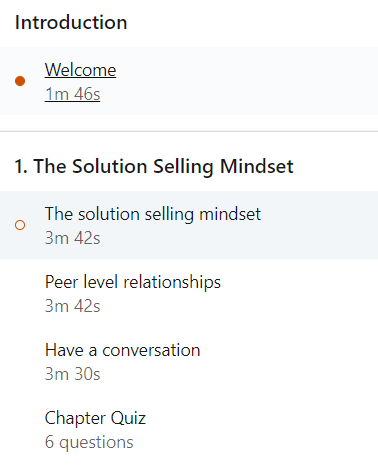 Introduction
Welcome
1m 46s
1. The Solution Selling Mindset
The solution selling mindset
3m 42s
Peer level relationships
3m 42s
Have a conversation
3m 30s
Chapter Quiz
6 questions